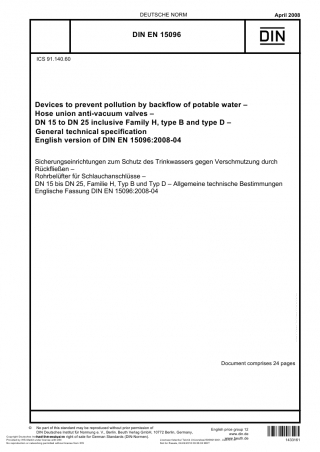 DEUTSCHE NORM
April 2008
DIN EN 15096
DIN
ICS 91.140.60
Devices to prevent pollution by backflow of potable water –
Hose union anti-vacuum valves –
DN 15 to DN 25 inclusive Family H, type B and type D –
General technical specification
English version of DIN EN 15096:2008-04
Sicherungseinrichtungen zum Schutz des Trinkwassers gegen Verschmutzung durch
Rückfließen –
Rohrbelüfter für Schlauchanschlüsse –
DN 15 bis DN 25, Familie H, Typ B und Typ D – Allgemeine technische Bestimmungen
Englische Fassung DIN EN 15096:2008-04
Document comprises 24 pages
No part of this standard may be reproduced without prior permission of
DIN Deutsches Institut für Normung e. V., Berlin. Beuth Verlag GmbH, 10772 Berlin, Germany,
right of sale for German Standards (DIN-Normen).
English price group 12
www.din.de
www.beuth.de